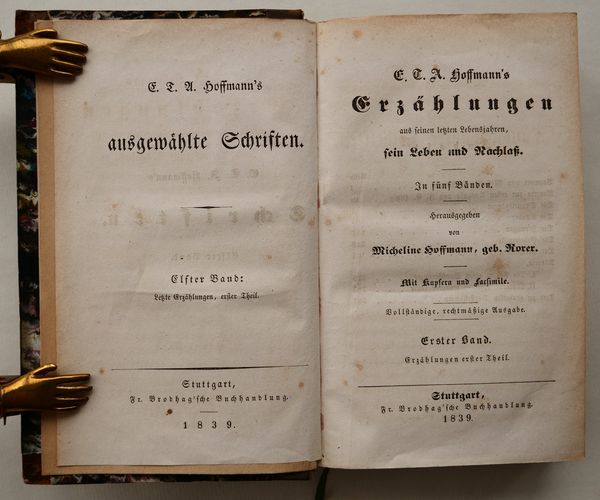 E. T. A. Hoffmann's
ausgewählte Schriften.
Elfter Band:
Letzte Erzählungen, erster Theil.
Stuttgart,
Fr. Brodhag'sche Buchhandlung.
1839.
E. T. A. Hoffmann's
Erzählungen
aus seinen letzten Lebensjahren,
sein Leben und Nachlaß.
In fünf Bänden.
Herausgegeben
von
Micheline Hoffmann, geb. Rorer.
Mit Kupfern und Facsimile.
Vollständige, rechtmäßige Ausgabe.
Erster Band.
Erzählungen erster Theil.
Stuttgart,
Fr. Brodhag'sche Buchhandlung.
1839.